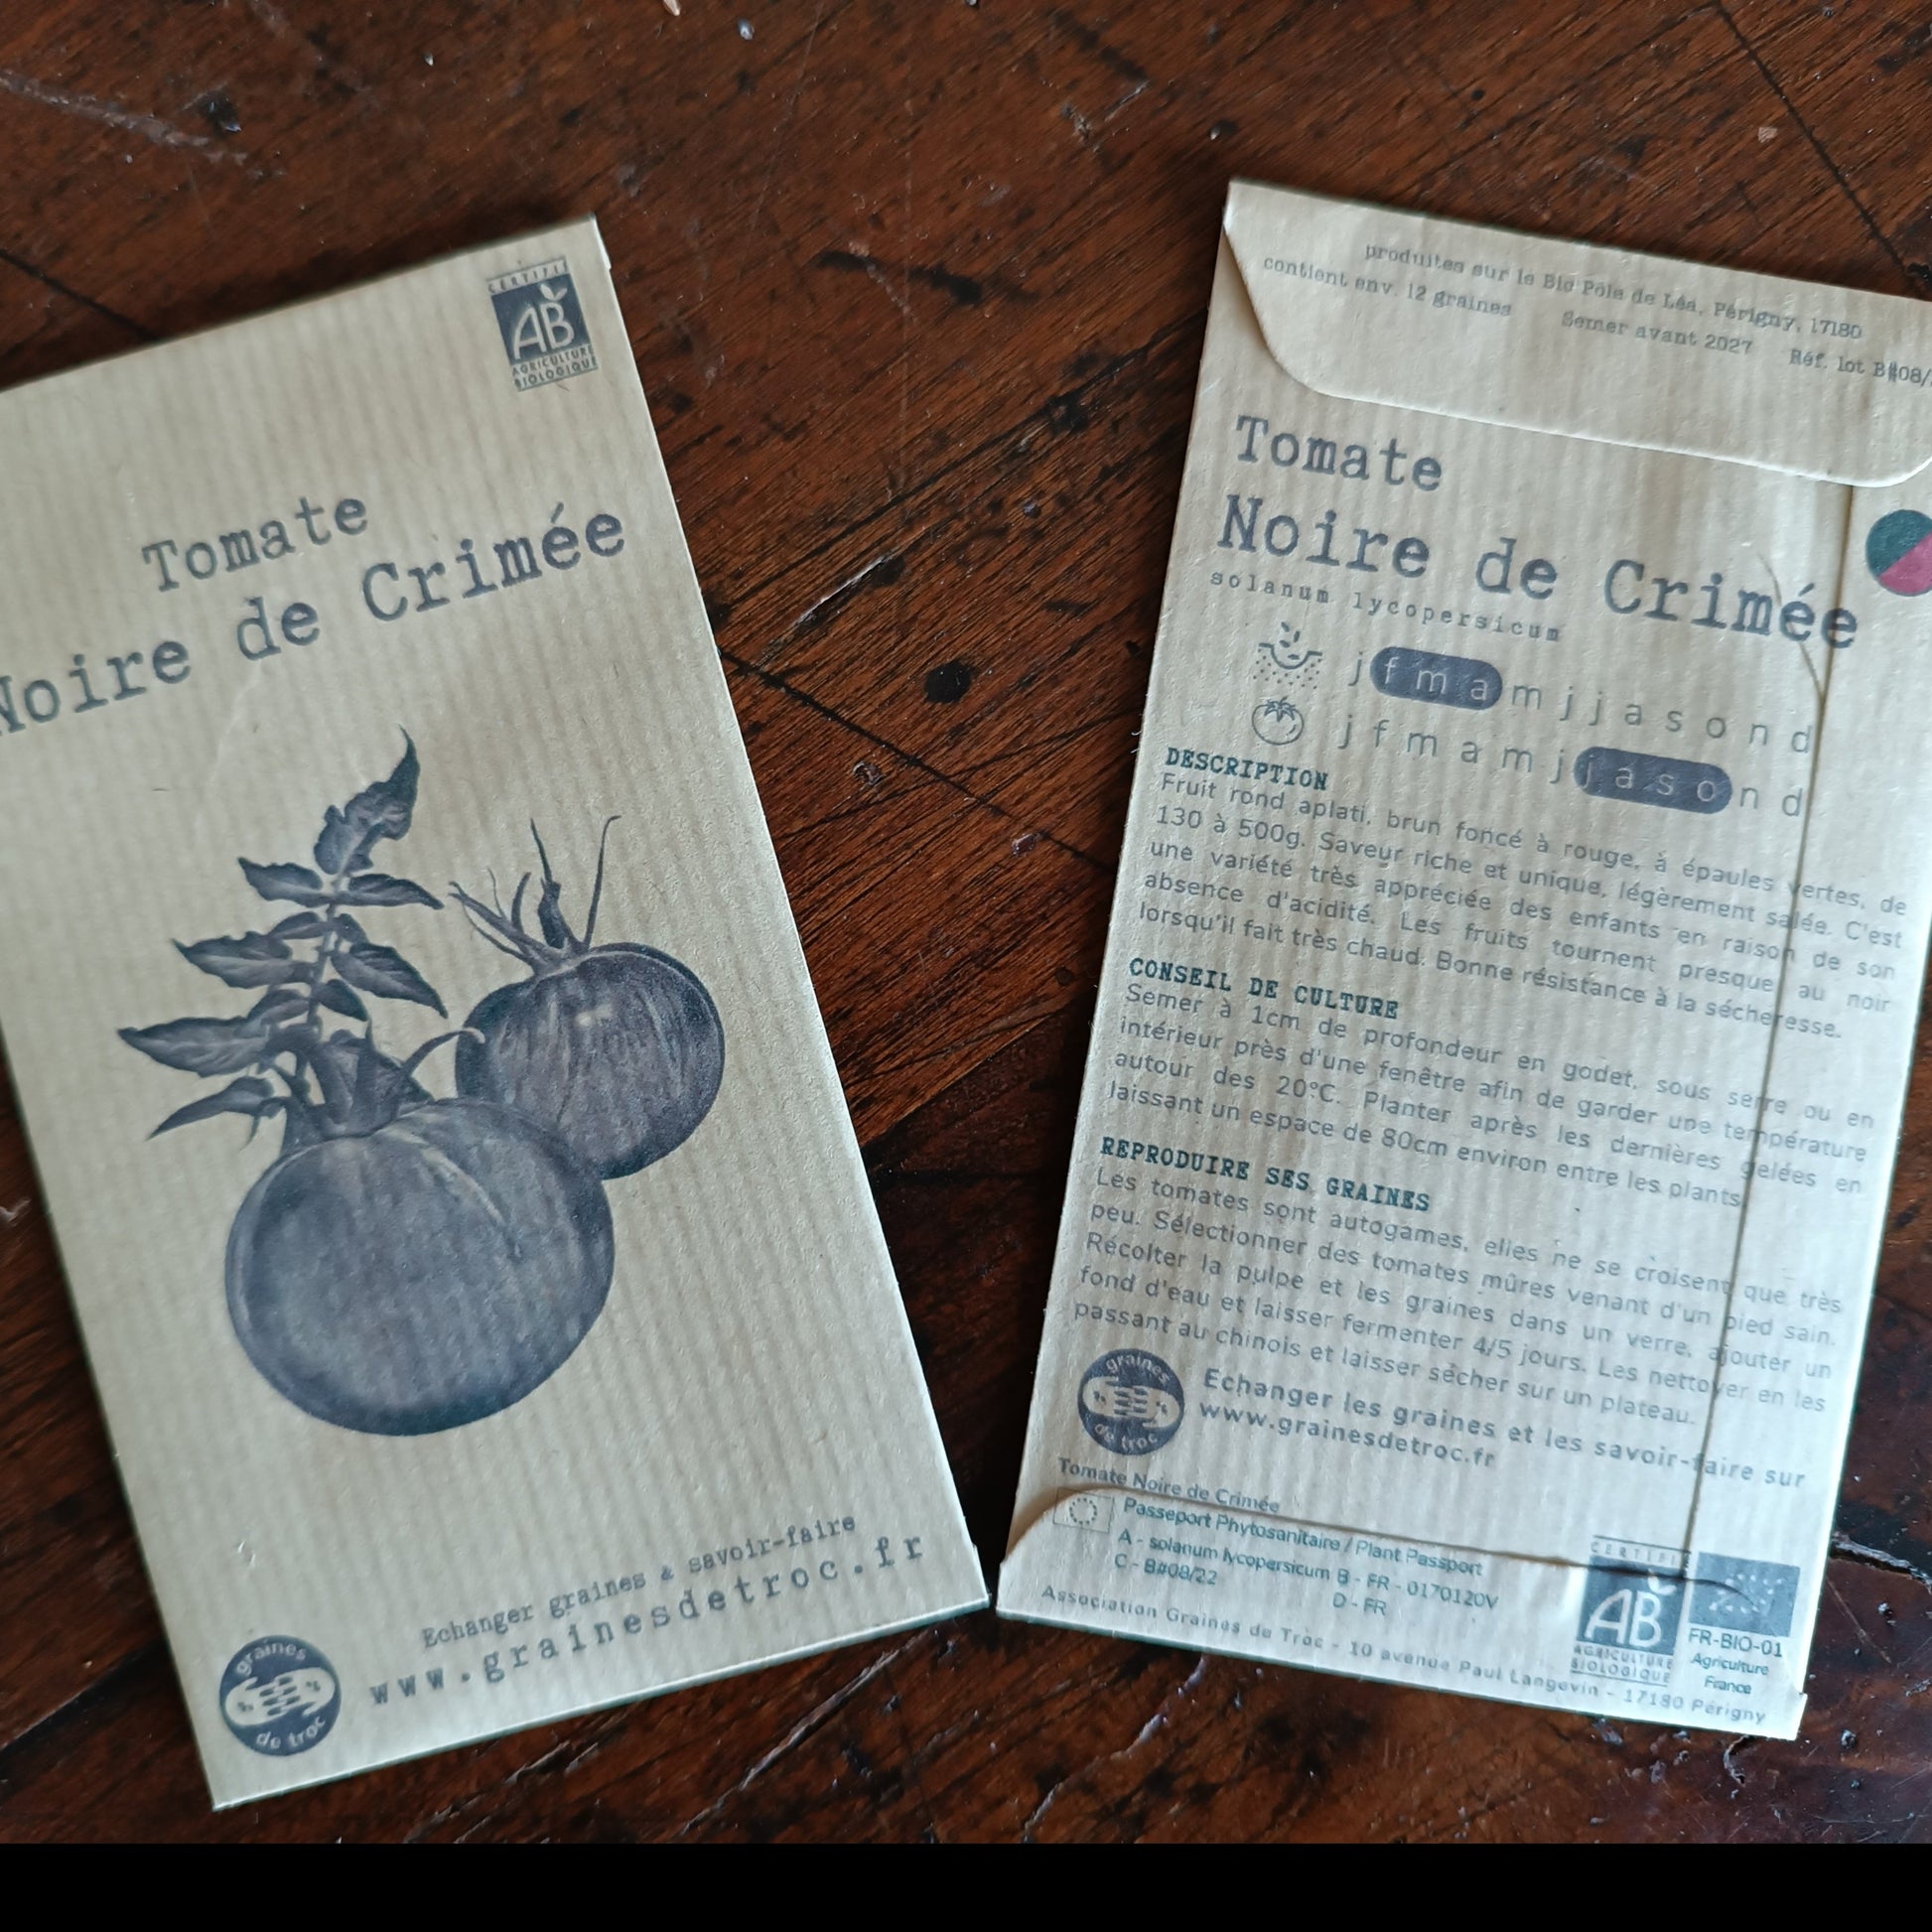 CERTIFIÉ
AB
AGRICULTURE
BIOLOGIQUE
Tomate
Noire de Crimée
Echanger graines & savoir-faire
www.grainesdetroc.fr
graines
de troc
produites sur le Bio Pôle de Léa, Périgny, 17180
contient env. 12 graines Semer avant 2027 Réf. lot B#08/
Tomate
Noire de Crimée
solanum lycopersicum
j f m a m j j a s o n d
j f m a m j j a s o n d
DESCRIPTION
Fruit rond aplati, brun foncé à rouge, à épaules vertes, de
130 à 500g. Saveur riche et unique, légèrement salée. C'est
une variété très appréciée des enfants en raison de son
absence d'acidité. Les fruits tournent presque au noir
lorsqu'il fait très chaud. Bonne résistance à la sécheresse.
CONSEIL DE CULTURE
Semer à 1cm de profondeur en godet, sous serre ou en
intérieur près d'une fenêtre afin de garder une température
autour des 20°C. Planter après les dernières gelées en
laissant un espace de 80cm environ entre les plants
REPRODUIRE SES GRAINES
Les tomates sont autogames, elles ne se croisent que très
peu. Sélectionner des tomates mûres venant d'un pied sain.
Récolter la pulpe et les graines dans un verre, ajouter un
fond d'eau et laisser fermenter 4/5 jours. Les nettoyer en les
passant au chinois et laisser sécher sur un plateau.
graines
de troc
Echanger les graines et les savoir-faire sur
www.grainesdetroc.fr
Tomate Noire de Crimée
Passeport Phytosanitaire / Plant Passport
A - solanum lycopersicum B - FR - 0170120V
C - B#08/22 D - FR
CERTIFIÉ
AB
AGRICULTURE
BIOLOGIQUE
FR-BIO-01
Agriculture
France
Association Graines de Troc - 10 avenue Paul Langevin - 17180 Périgny